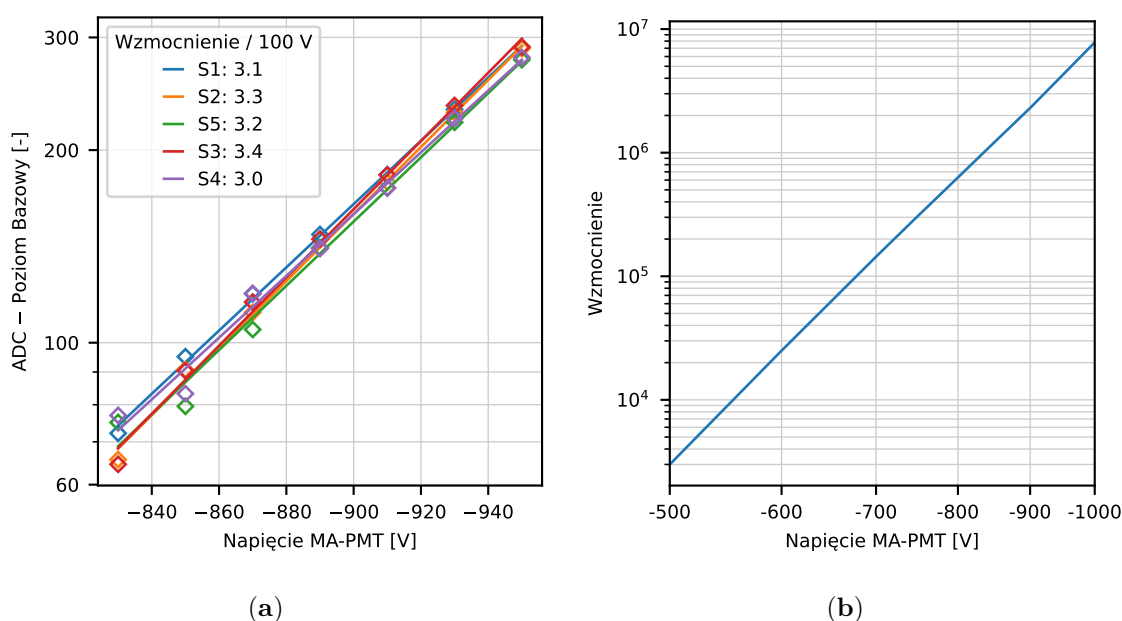 300
200
100
60
ADC − Poziom Bazowy [-]
Wzmocnienie / 100 V
S1: 3.1
S2: 3.3
S5: 3.2
S3: 3.4
S4: 3.0
−840 −860 −880 −900 −920 −940
Napięcie MA-PMT [V]
(a)
10⁷
10⁶
10⁵
10⁴
Wzmocnienie
-500 -600 -700 -800 -900 -1000
Napięcie MA-PMT [V]
(b)